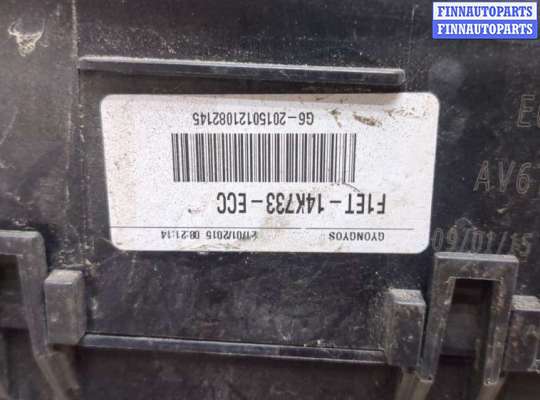 FINNAUTOPARTS
FINNAUTOPARTS
GYONGYOS
21/01/2015 08:21:14
F1ET-14K733-ECC
G6-20150121082145
AV6
09/01/15